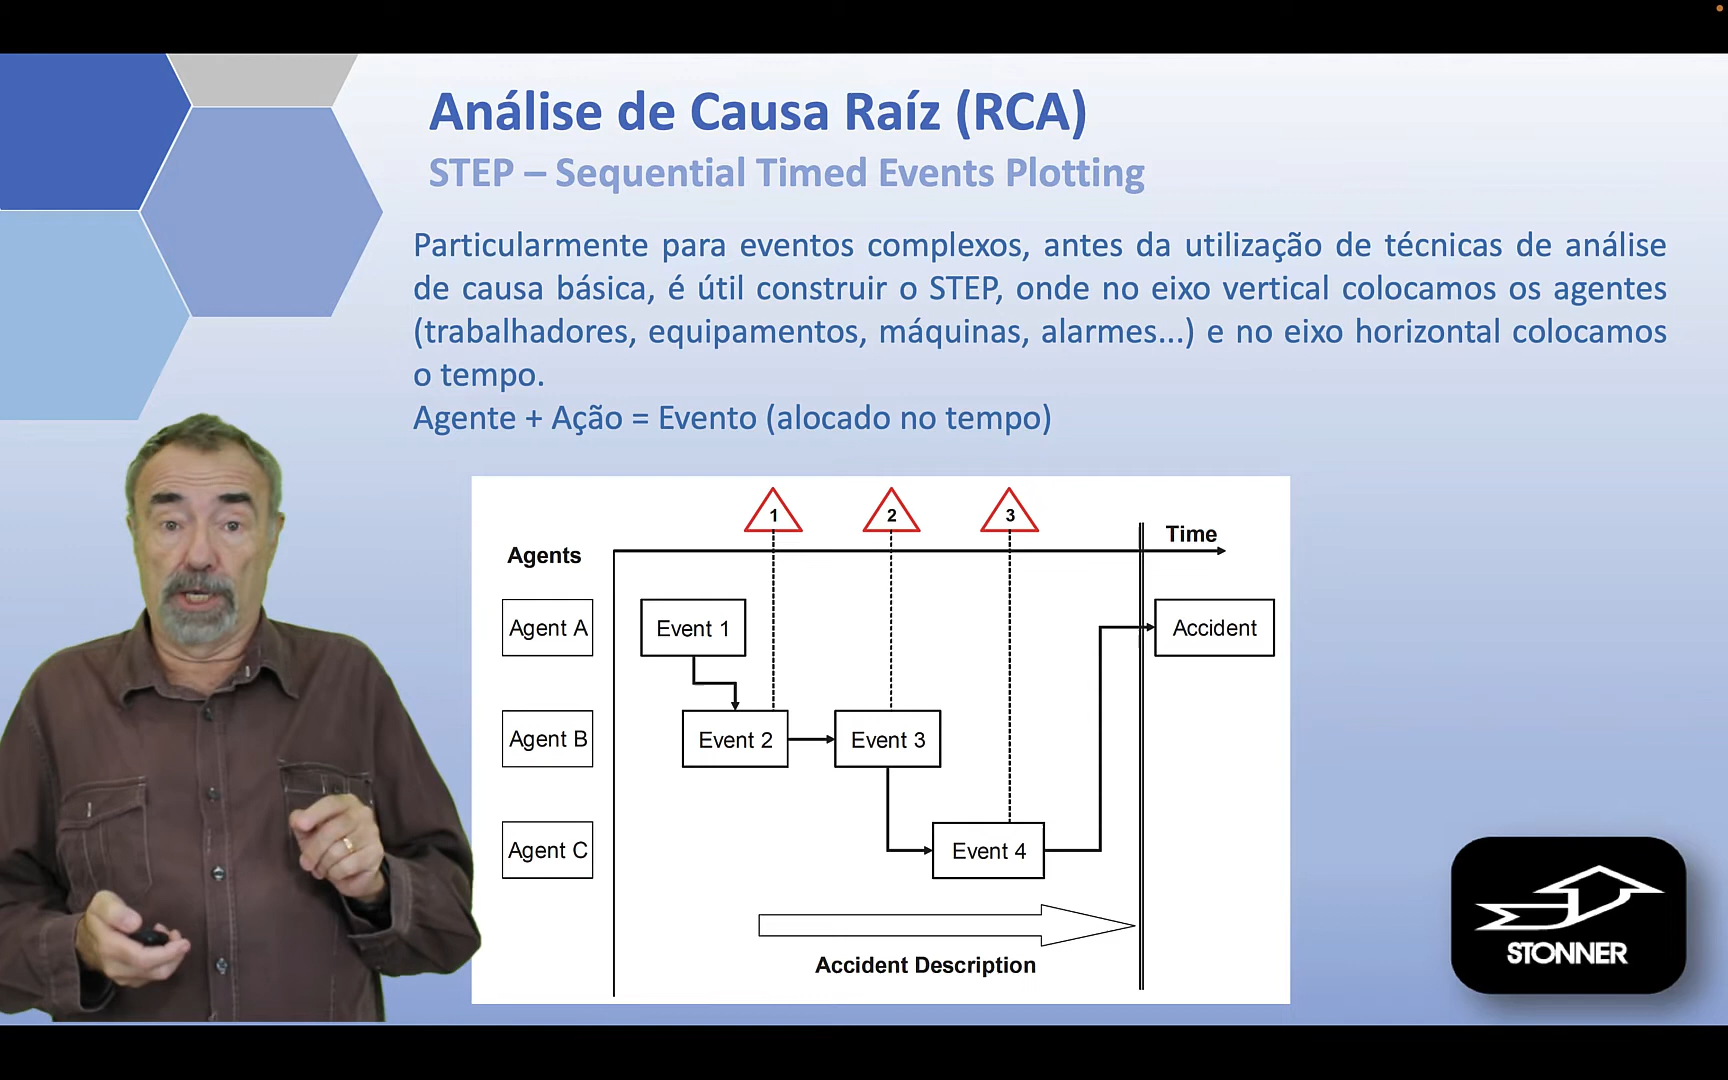 Análise de Causa Raíz (RCA)
STEP – Sequential Timed Events Plotting
Particularmente para eventos complexos, antes da utilização de técnicas de análise
de causa básica, é útil construir o STEP, onde no eixo vertical colocamos os agentes
(trabalhadores, equipamentos, máquinas, alarmes...) e no eixo horizontal colocamos
o tempo.
Agente + Ação = Evento (alocado no tempo)
1
2
3
Time
Agents
Agent A
Event 1
Accident
Agent B
Event 2
Event 3
Agent C
Event 4
Accident Description
STONNER